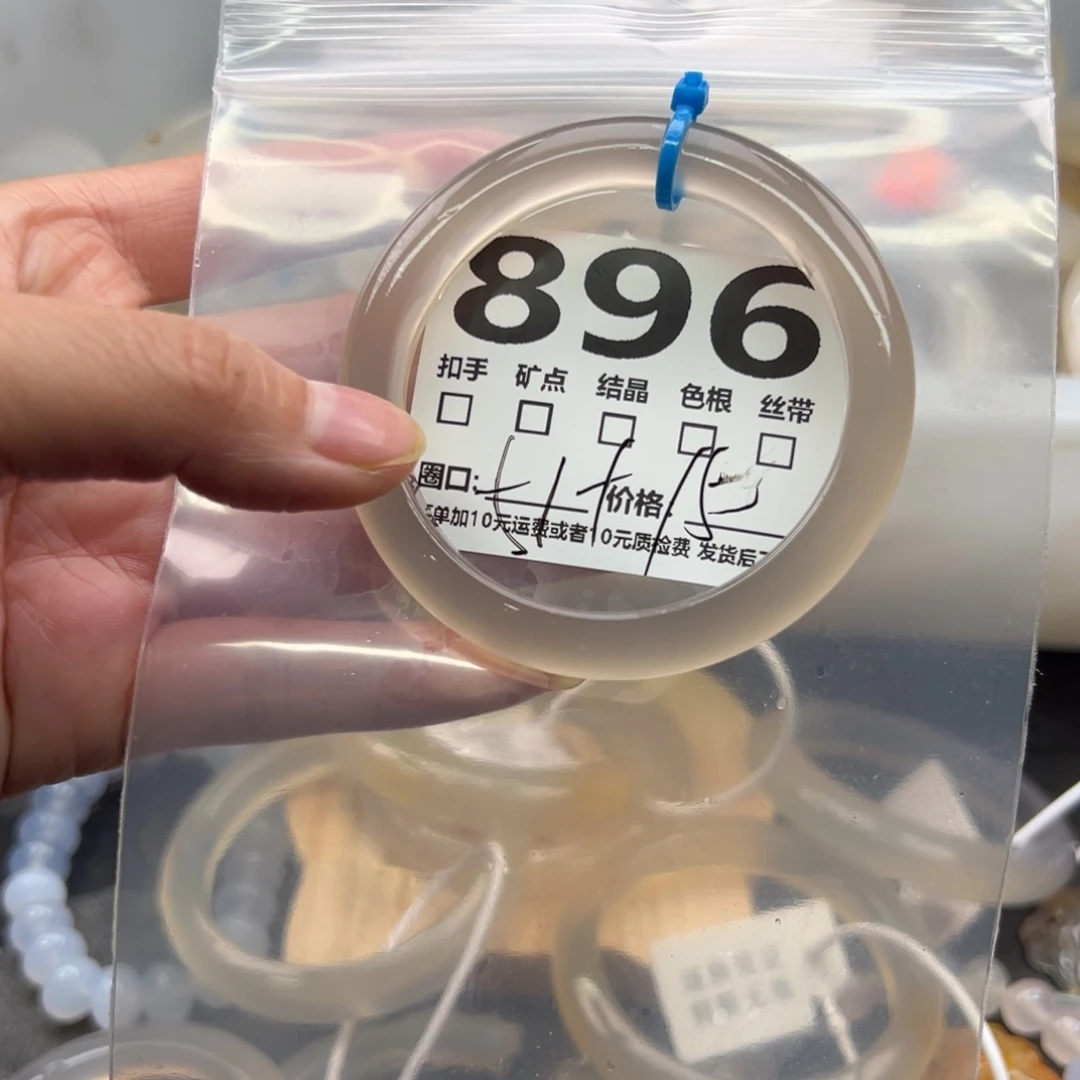 896
扣手 矿点 结晶 色根 丝带
圈口: 价格
单加10元运费或者10元质检费 发货后